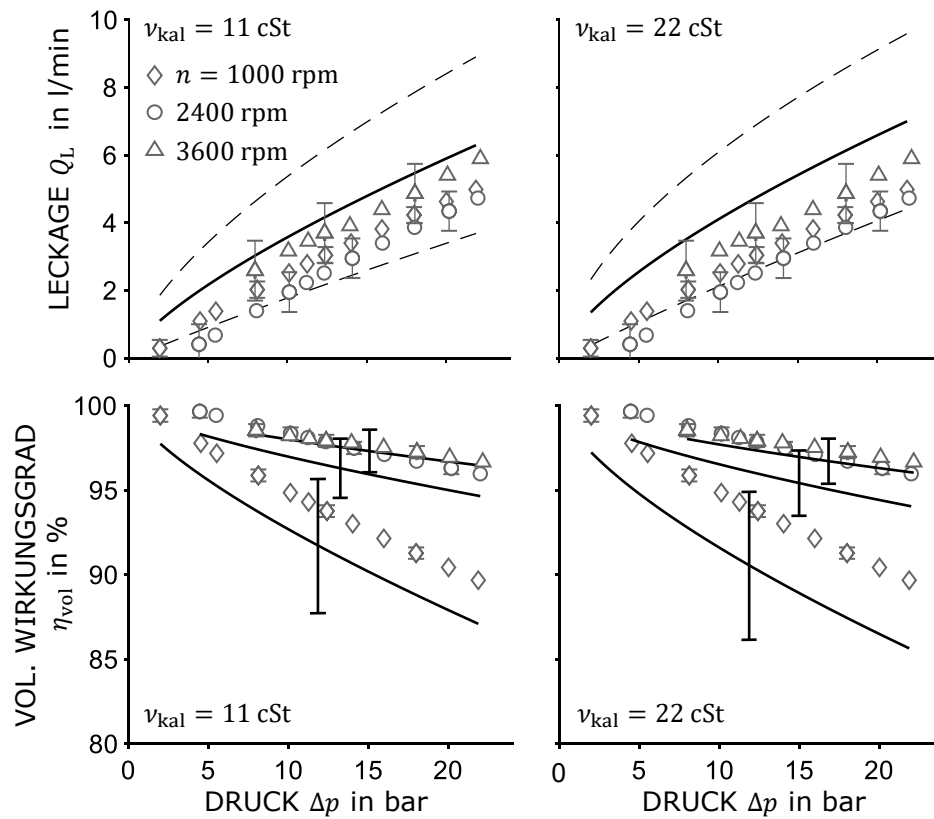 LECKAGE Q_L in l/min
10
8
6
4
2
0
ν_kal = 11 cSt
n = 1000 rpm
2400 rpm
3600 rpm
ν_kal = 22 cSt
VOL. WIRKUNGSGRAD
η_vol in %
100
95
90
85
80
ν_kal = 11 cSt
0 5 10 15 20
DRUCK Δp in bar
ν_kal = 22 cSt
0 5 10 15 20
DRUCK Δp in bar